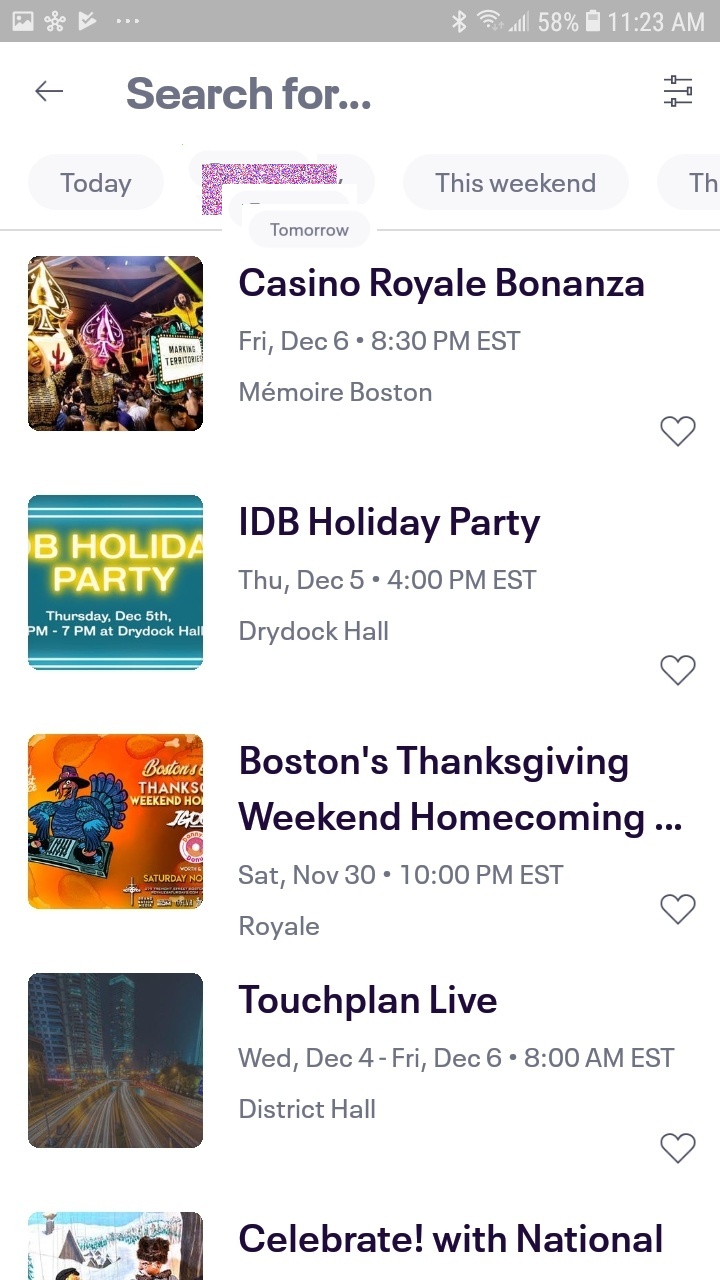 58% 11:23 AM
Search for...
Today
This weekend
Th
Tomorrow
Casino Royale Bonanza
Fri, Dec 6 • 8:30 PM EST
Mémoire Boston
MARKING
TERRITORIES
IDB Holiday Party
Thu, Dec 5 • 4:00 PM EST
Drydock Hall
DB HOLIDA
PARTY
Thursday, Dec 5th,
PM - 7 PM at Drydock Hall
Boston's Thanksgiving
Weekend Homecoming ...
Sat, Nov 30 • 10:00 PM EST
Royale
Boston's
THANKS
WEEKEND HO
SATURDAY NO
Touchplan Live
Wed, Dec 4 - Fri, Dec 6 • 8:00 AM EST
District Hall
Celebrate! with National